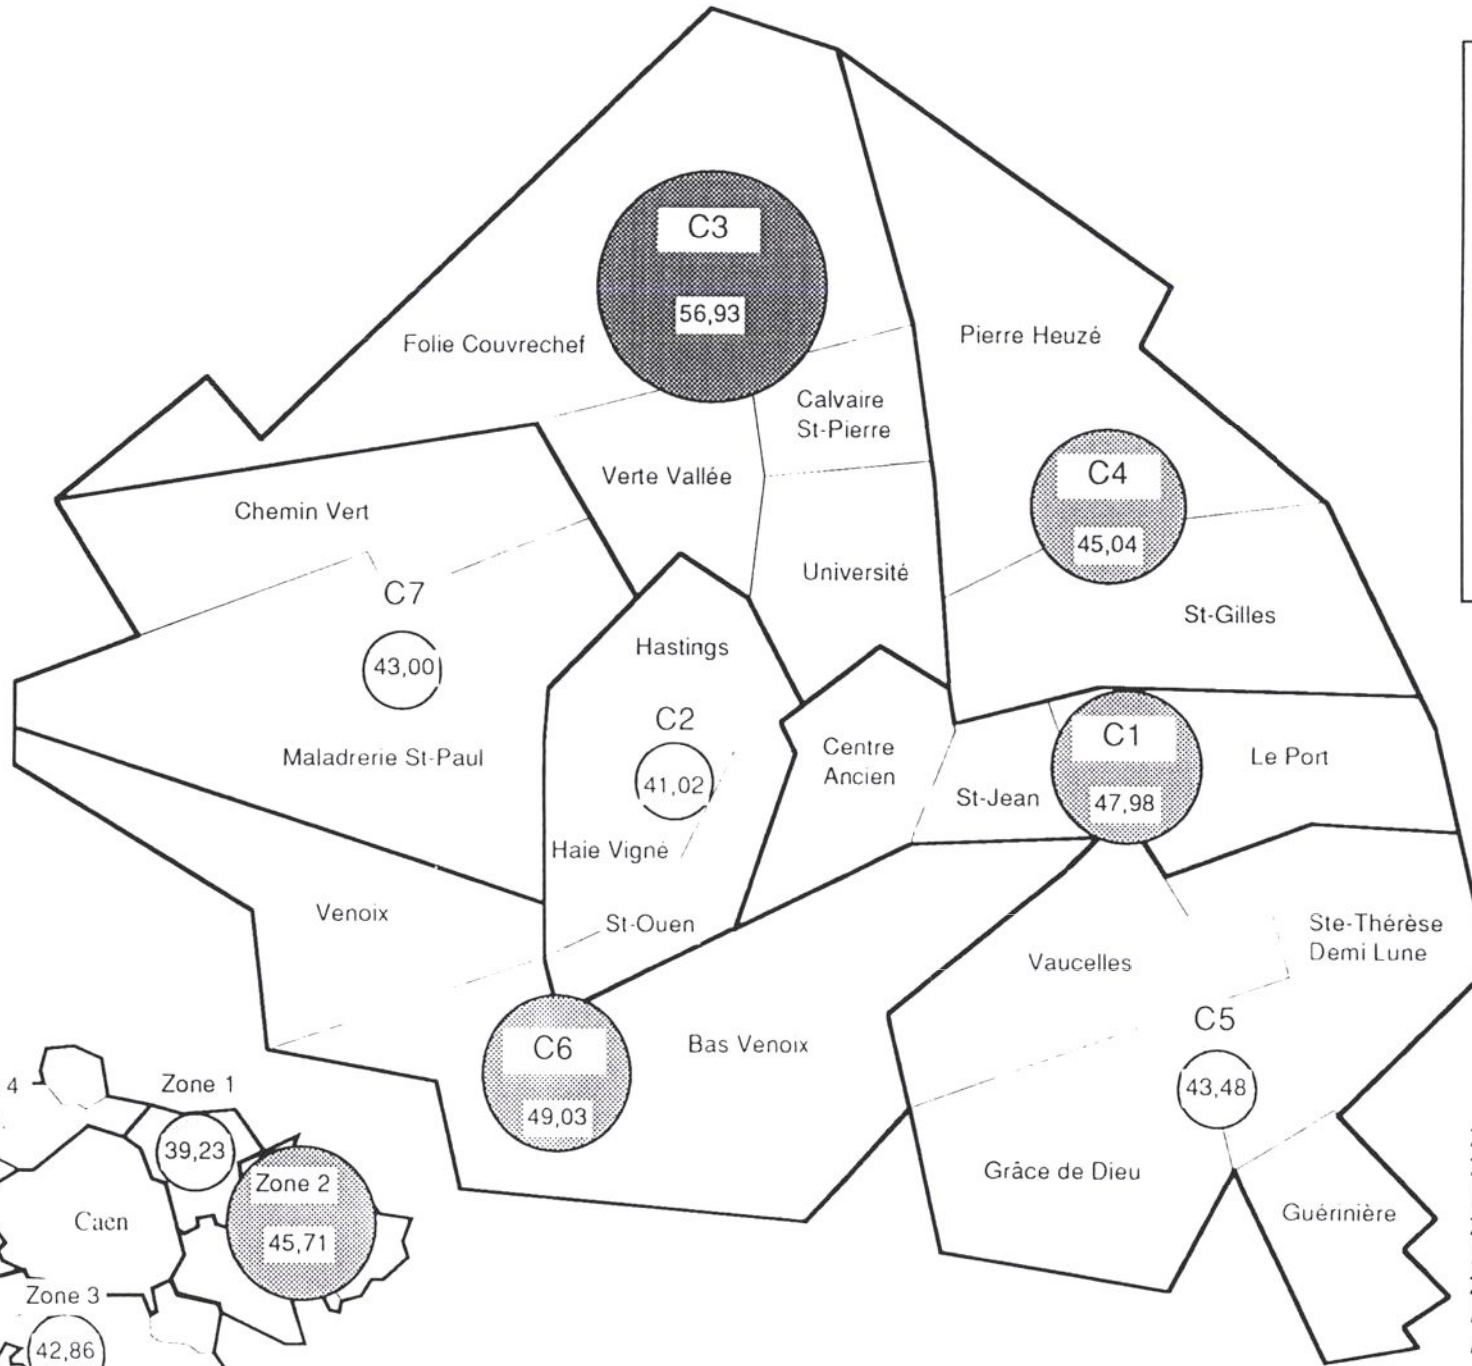 C3
56,93
Folie Couvrechef
Pierre Heuzé
Calvaire
St-Pierre
C4
45,04
Verte Vallée
Chemin Vert
Université
C7
43,00
St-Gilles
Hastings
C2
41,02
Maladrerie St-Paul
Centre
Ancien
C1
47,98
Le Port
St-Jean
Haie Vigné
Venoix
St-Ouen
Vaucelles
Ste-Thérèse
Demi Lune
C6
49,03
Bas Venoix
C5
43,48
Grâce de Dieu
Guérinière
4
Zone 1
39,23
Zone 2
45,71
Caen
Zone 3
42,86